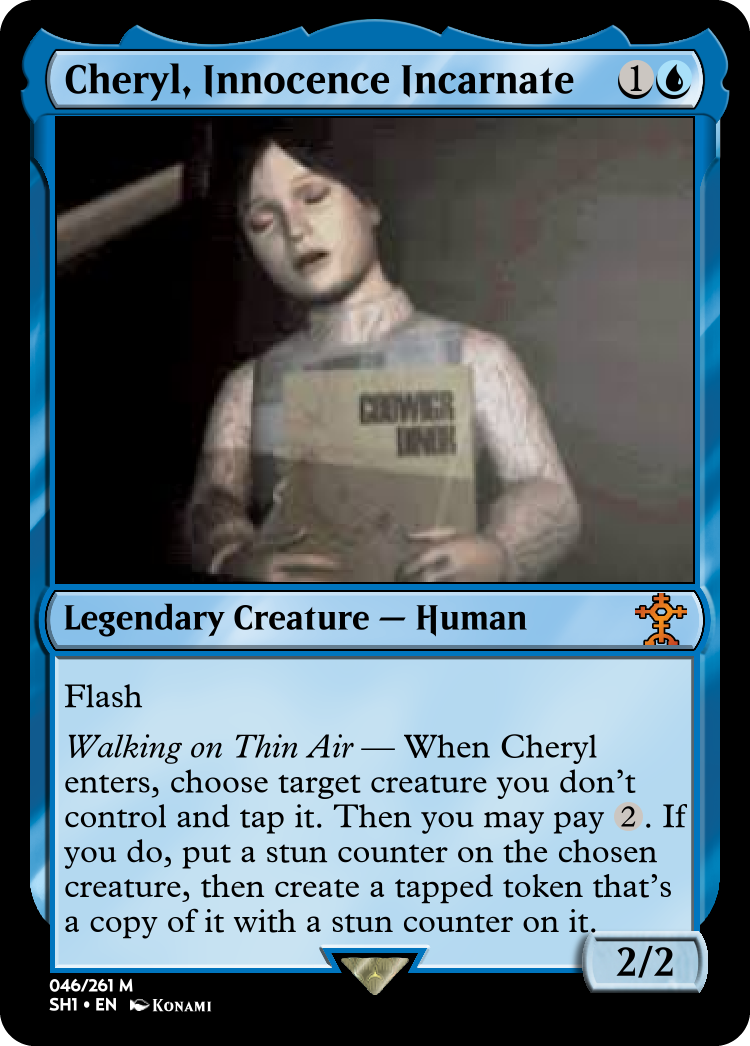 Cheryl, Innocence Incarnate 1
Legendary Creature — Human
Flash
Walking on Thin Air — When Cheryl
enters, choose target creature you don't
control and tap it. Then you may pay 2. If
you do, put a stun counter on the chosen
creature, then create a tapped token that's
a copy of it with a stun counter on it.
2/2
046/261 M
SH1 • EN KONAMI